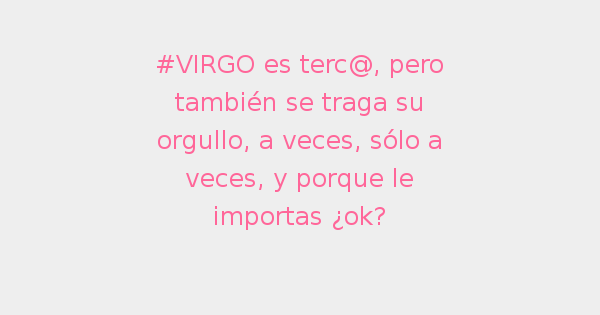 #VIRGO es terc@, pero
también se traga su
orgullo, a veces, sólo a
veces, y porque le
importas ¿ok?